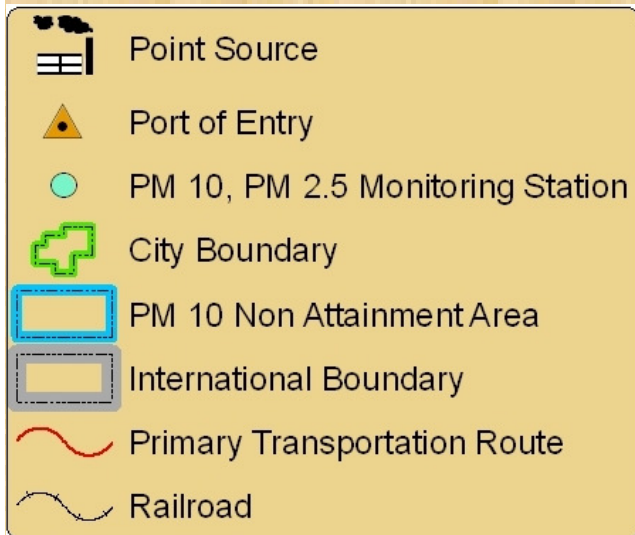 Point Source
Port of Entry
PM 10, PM 2.5 Monitoring Station
City Boundary
PM 10 Non Attainment Area
International Boundary
Primary Transportation Route
Railroad